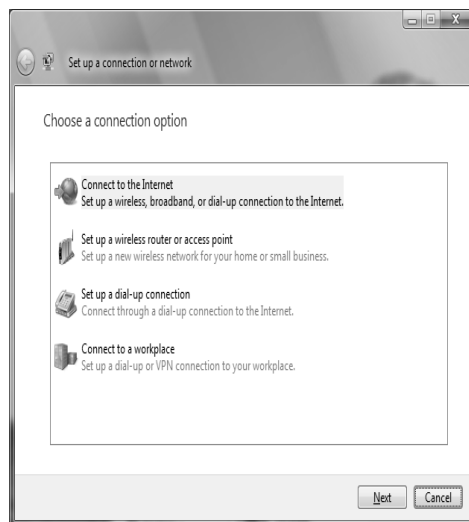 Set up a connection or network
Choose a connection option
Connect to the Internet
Set up a wireless, broadband, or dial-up connection to the Internet.
Set up a wireless router or access point
Set up a new wireless network for your home or small business.
Set up a dial-up connection
Connect through a dial-up connection to the Internet.
Connect to a workplace
Set up a dial-up or VPN connection to your workplace.
Next
Cancel